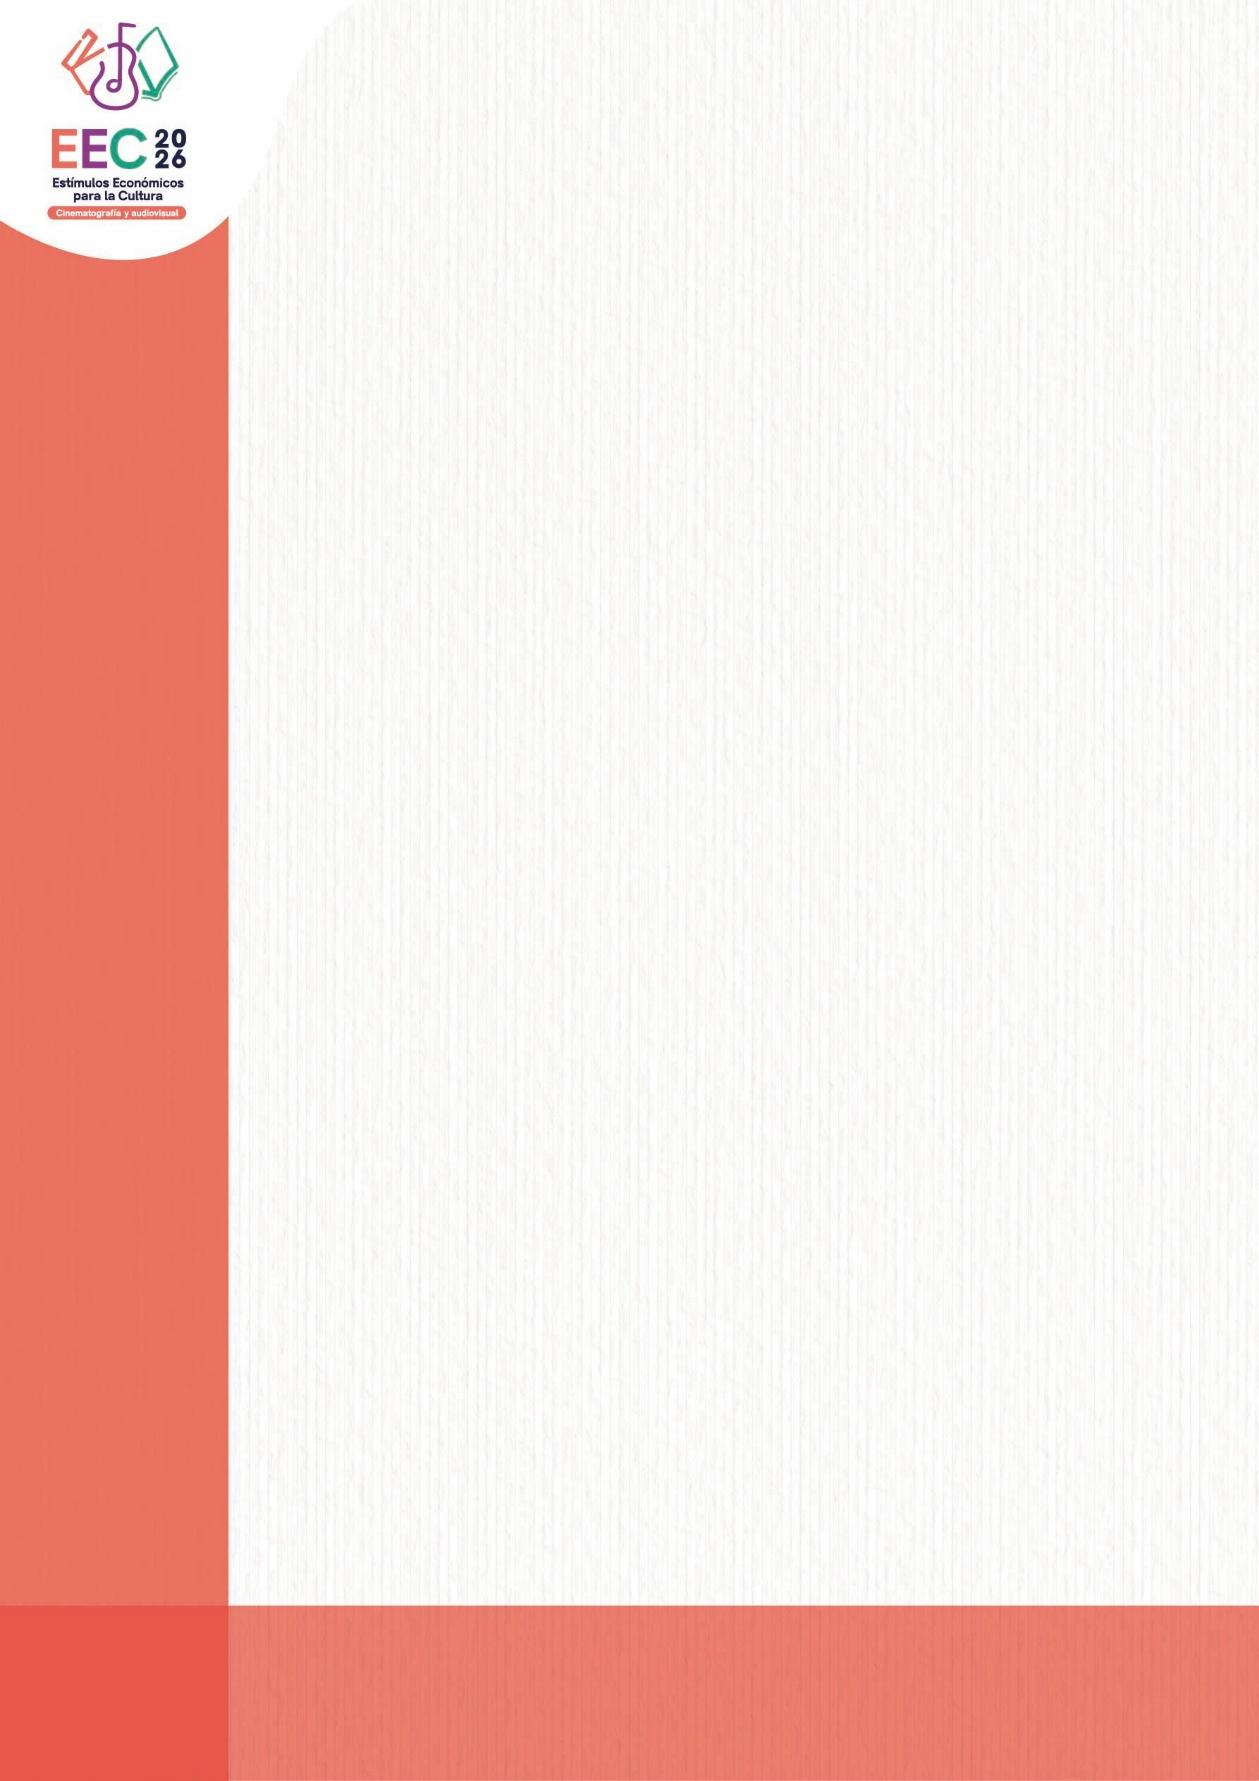 EEC 20
26
Estímulos Económicos
para la Cultura
Cinematografía y audiovisual